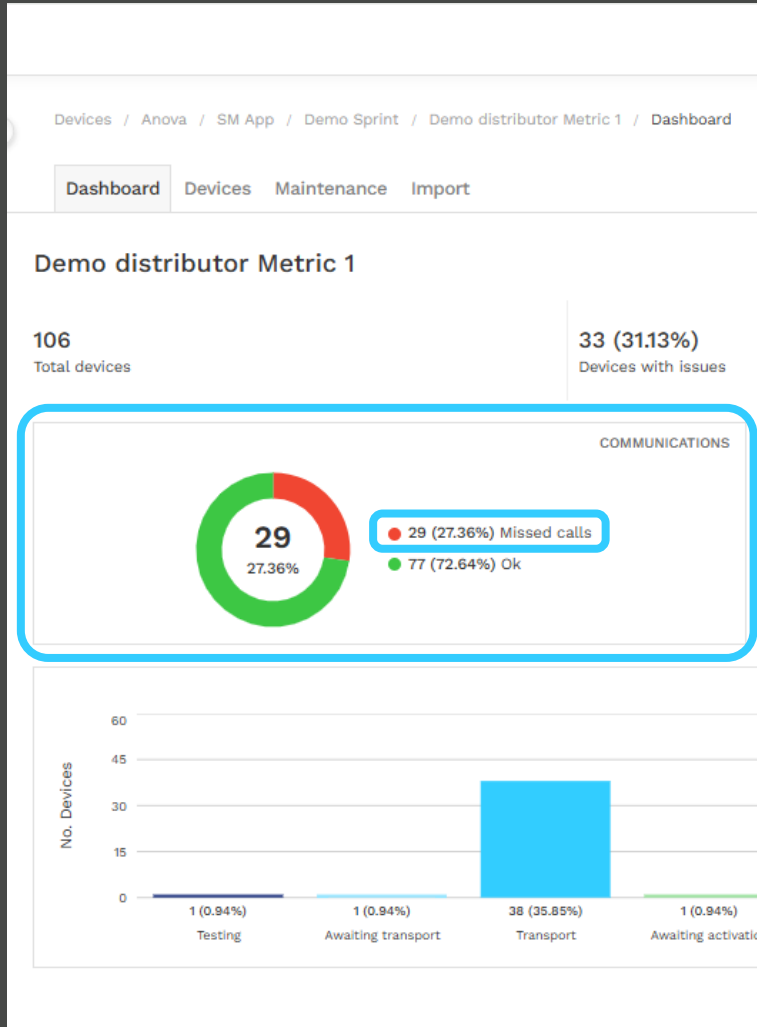 Devices / Anova / SM App / Demo Sprint / Demo distributor Metric 1 / Dashboard
Dashboard Devices Maintenance Import
Demo distributor Metric 1
106
Total devices
33 (31.13%)
Devices with issues
COMMUNICATIONS
29
27.36%
29 (27.36%) Missed calls
77 (72.64%) Ok
No. Devices
60
45
30
15
0
1 (0.94%)
Testing
1 (0.94%)
Awaiting transport
38 (35.85%)
Transport
1 (0.94%)
Awaiting